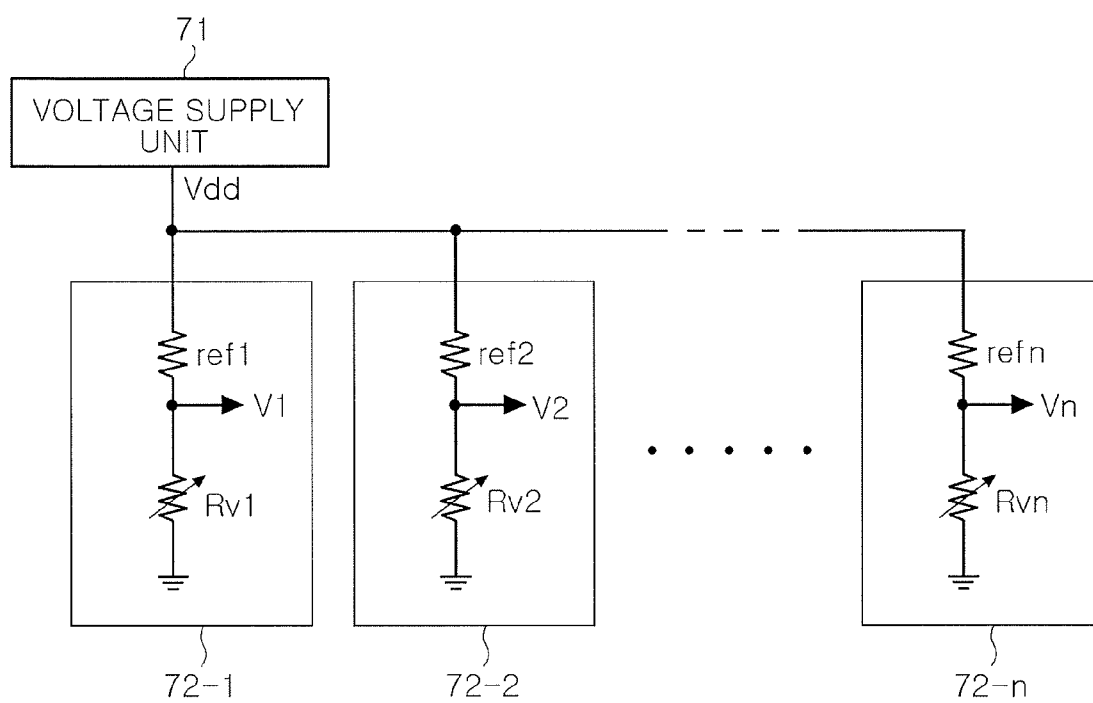 71
VOLTAGE SUPPLY
UNIT
Vdd
ref1
ref2
refn
V1
V2
Vn
Rv1
Rv2
Rvn
72-1
72-2
72-n